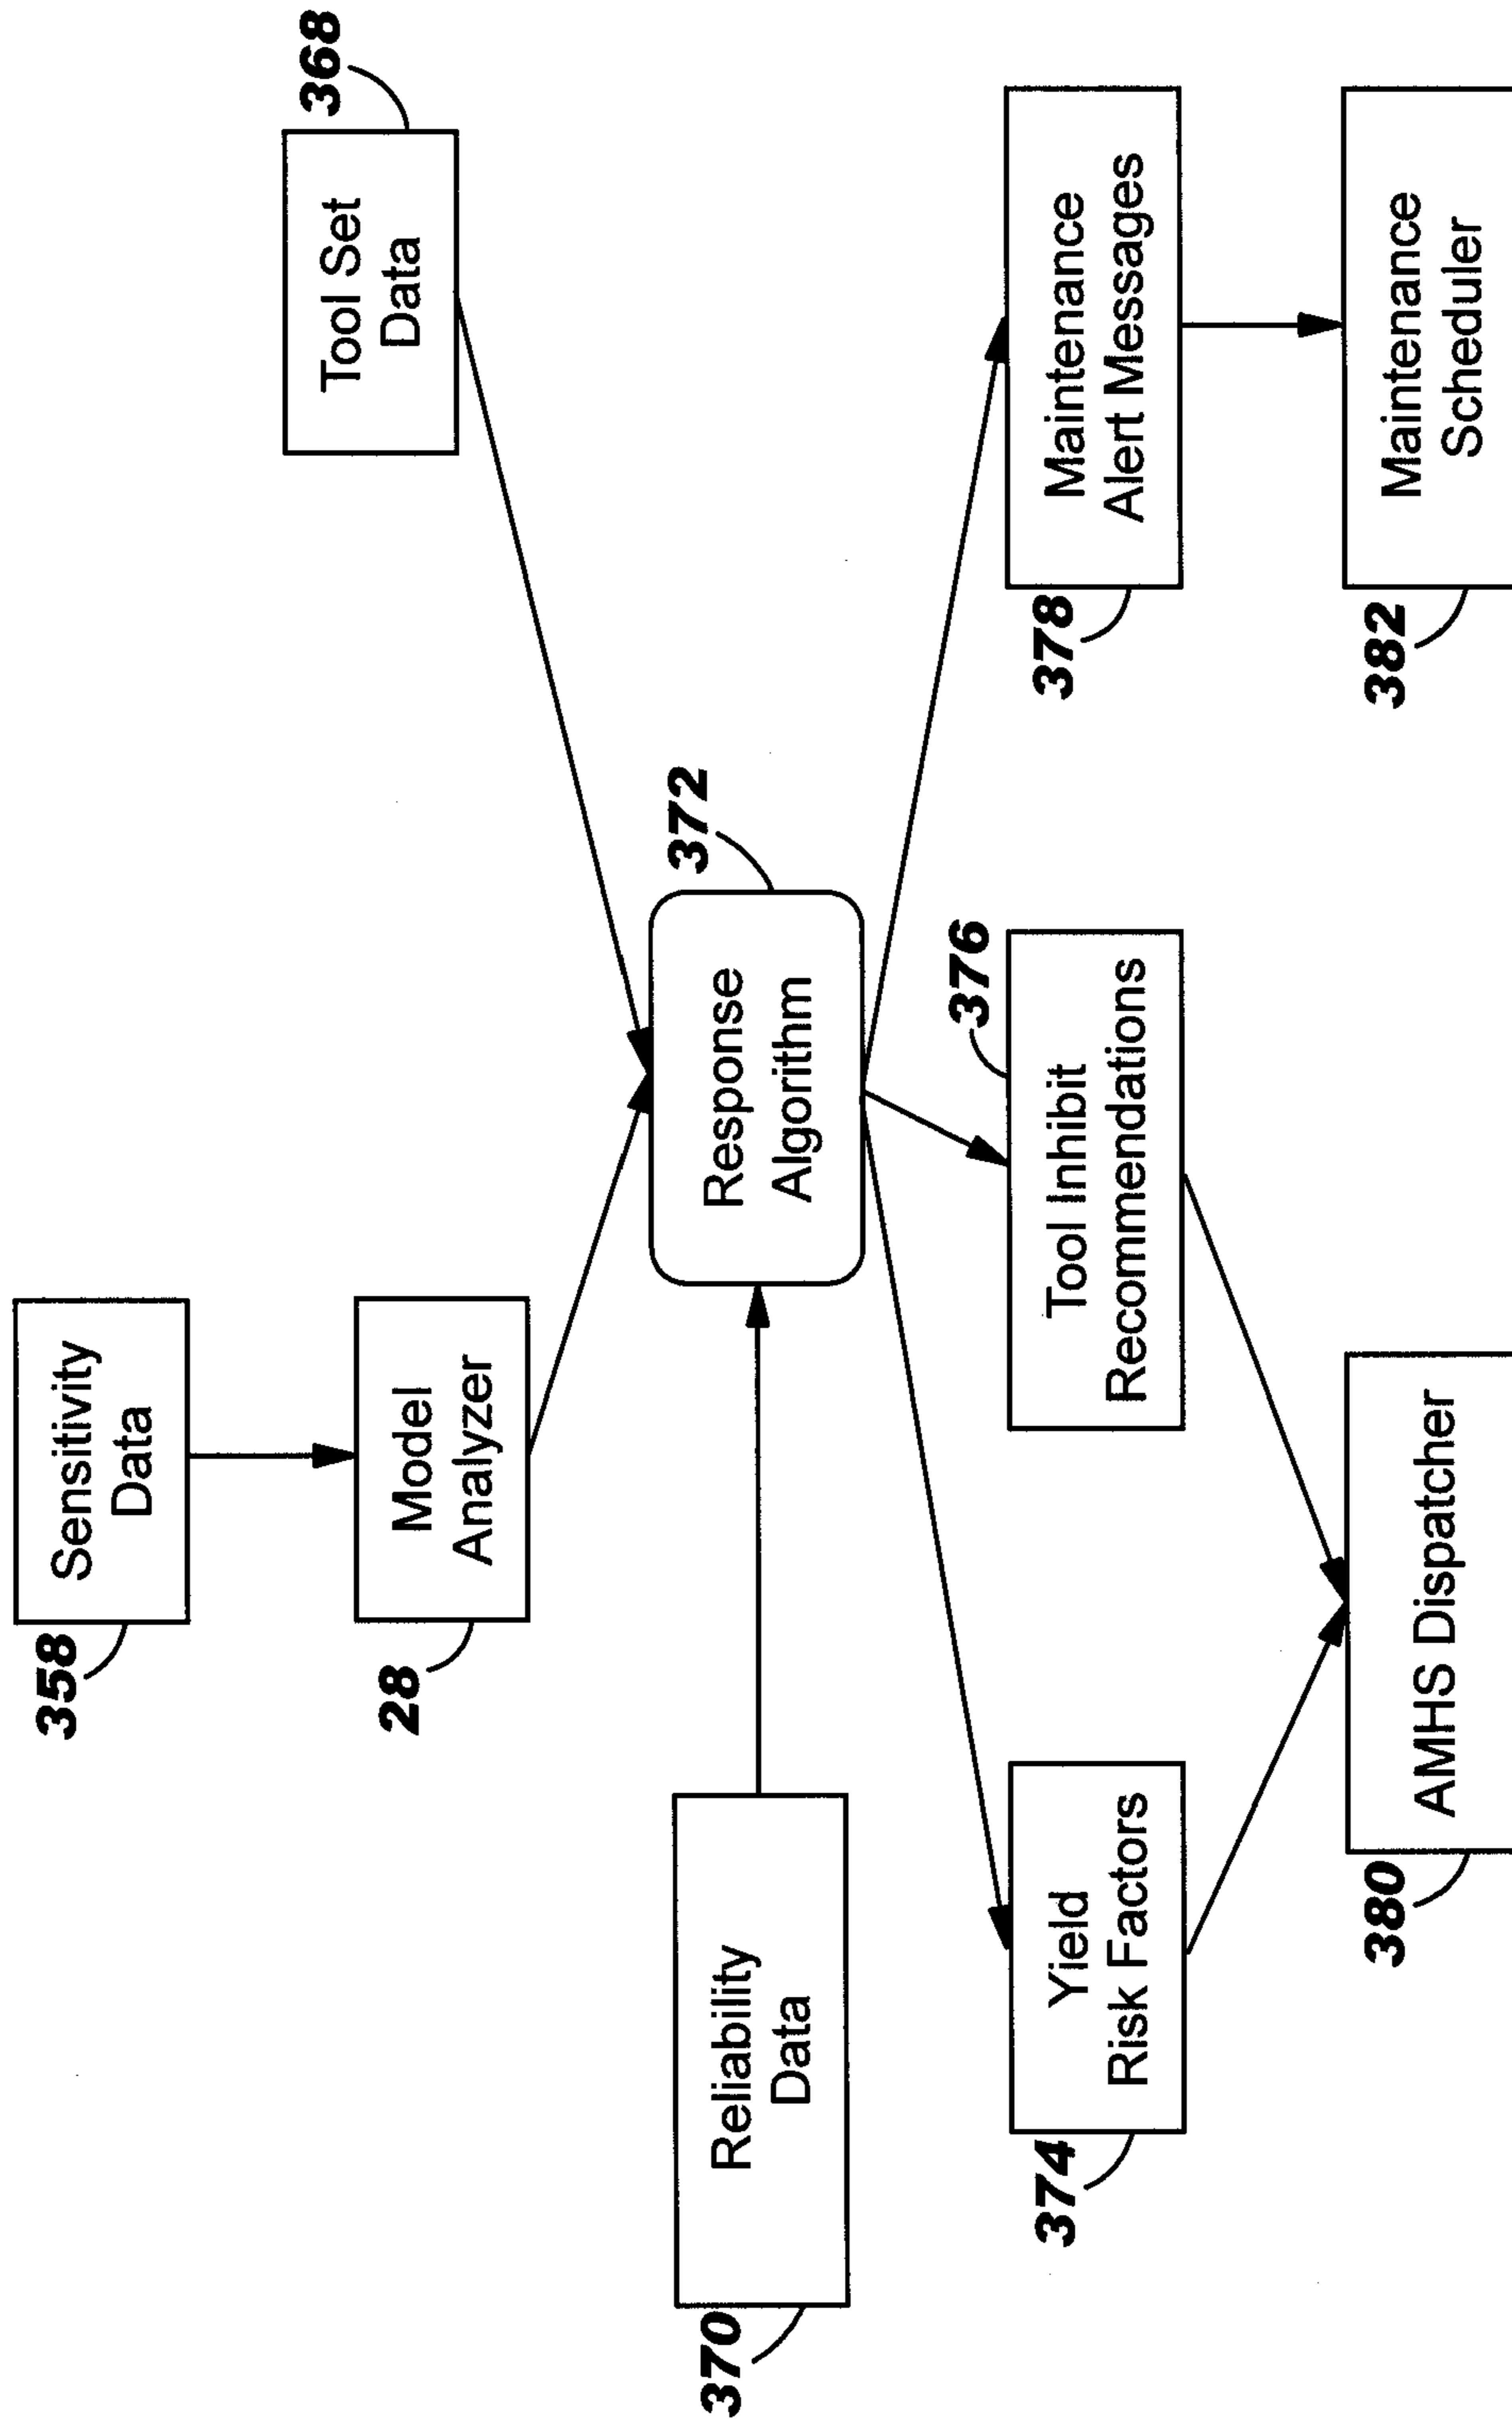 358
Sensitivity
Data
28
Model
Analyzer
368
Tool Set
Data
370
Reliability
Data
372
Response
Algorithm
374
Yield
Risk Factors
376
Tool Inhibit
Recommendations
378
Maintenance
Alert Messages
380
AMHS Dispatcher
382
Maintenance
Scheduler